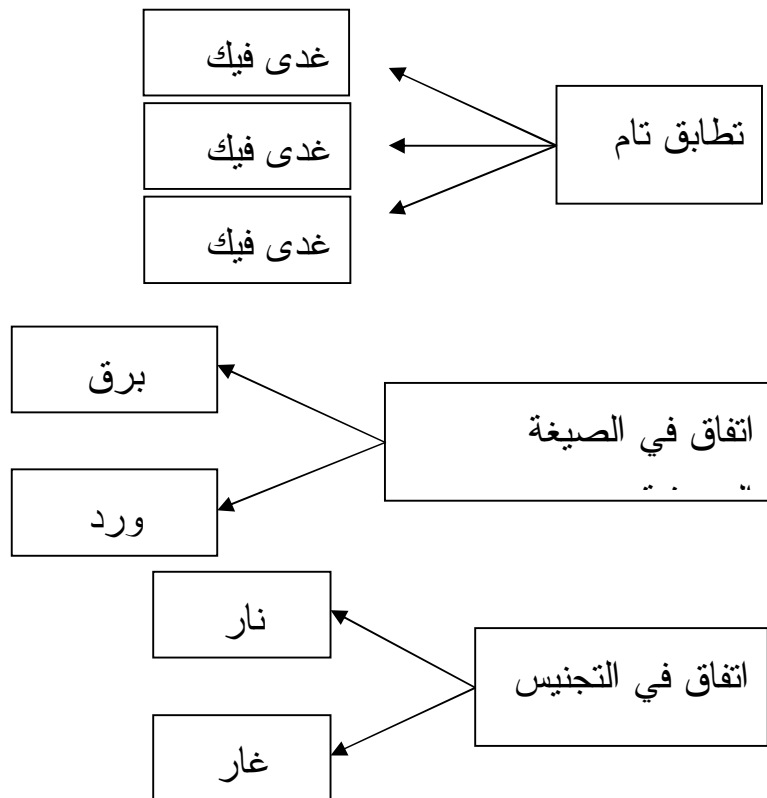 تطابق تام
غدى فيك
غدى فيك
غدى فيك
اتفاق في الصيغة
برق
ورد
اتفاق في التجنيس
نار
غار